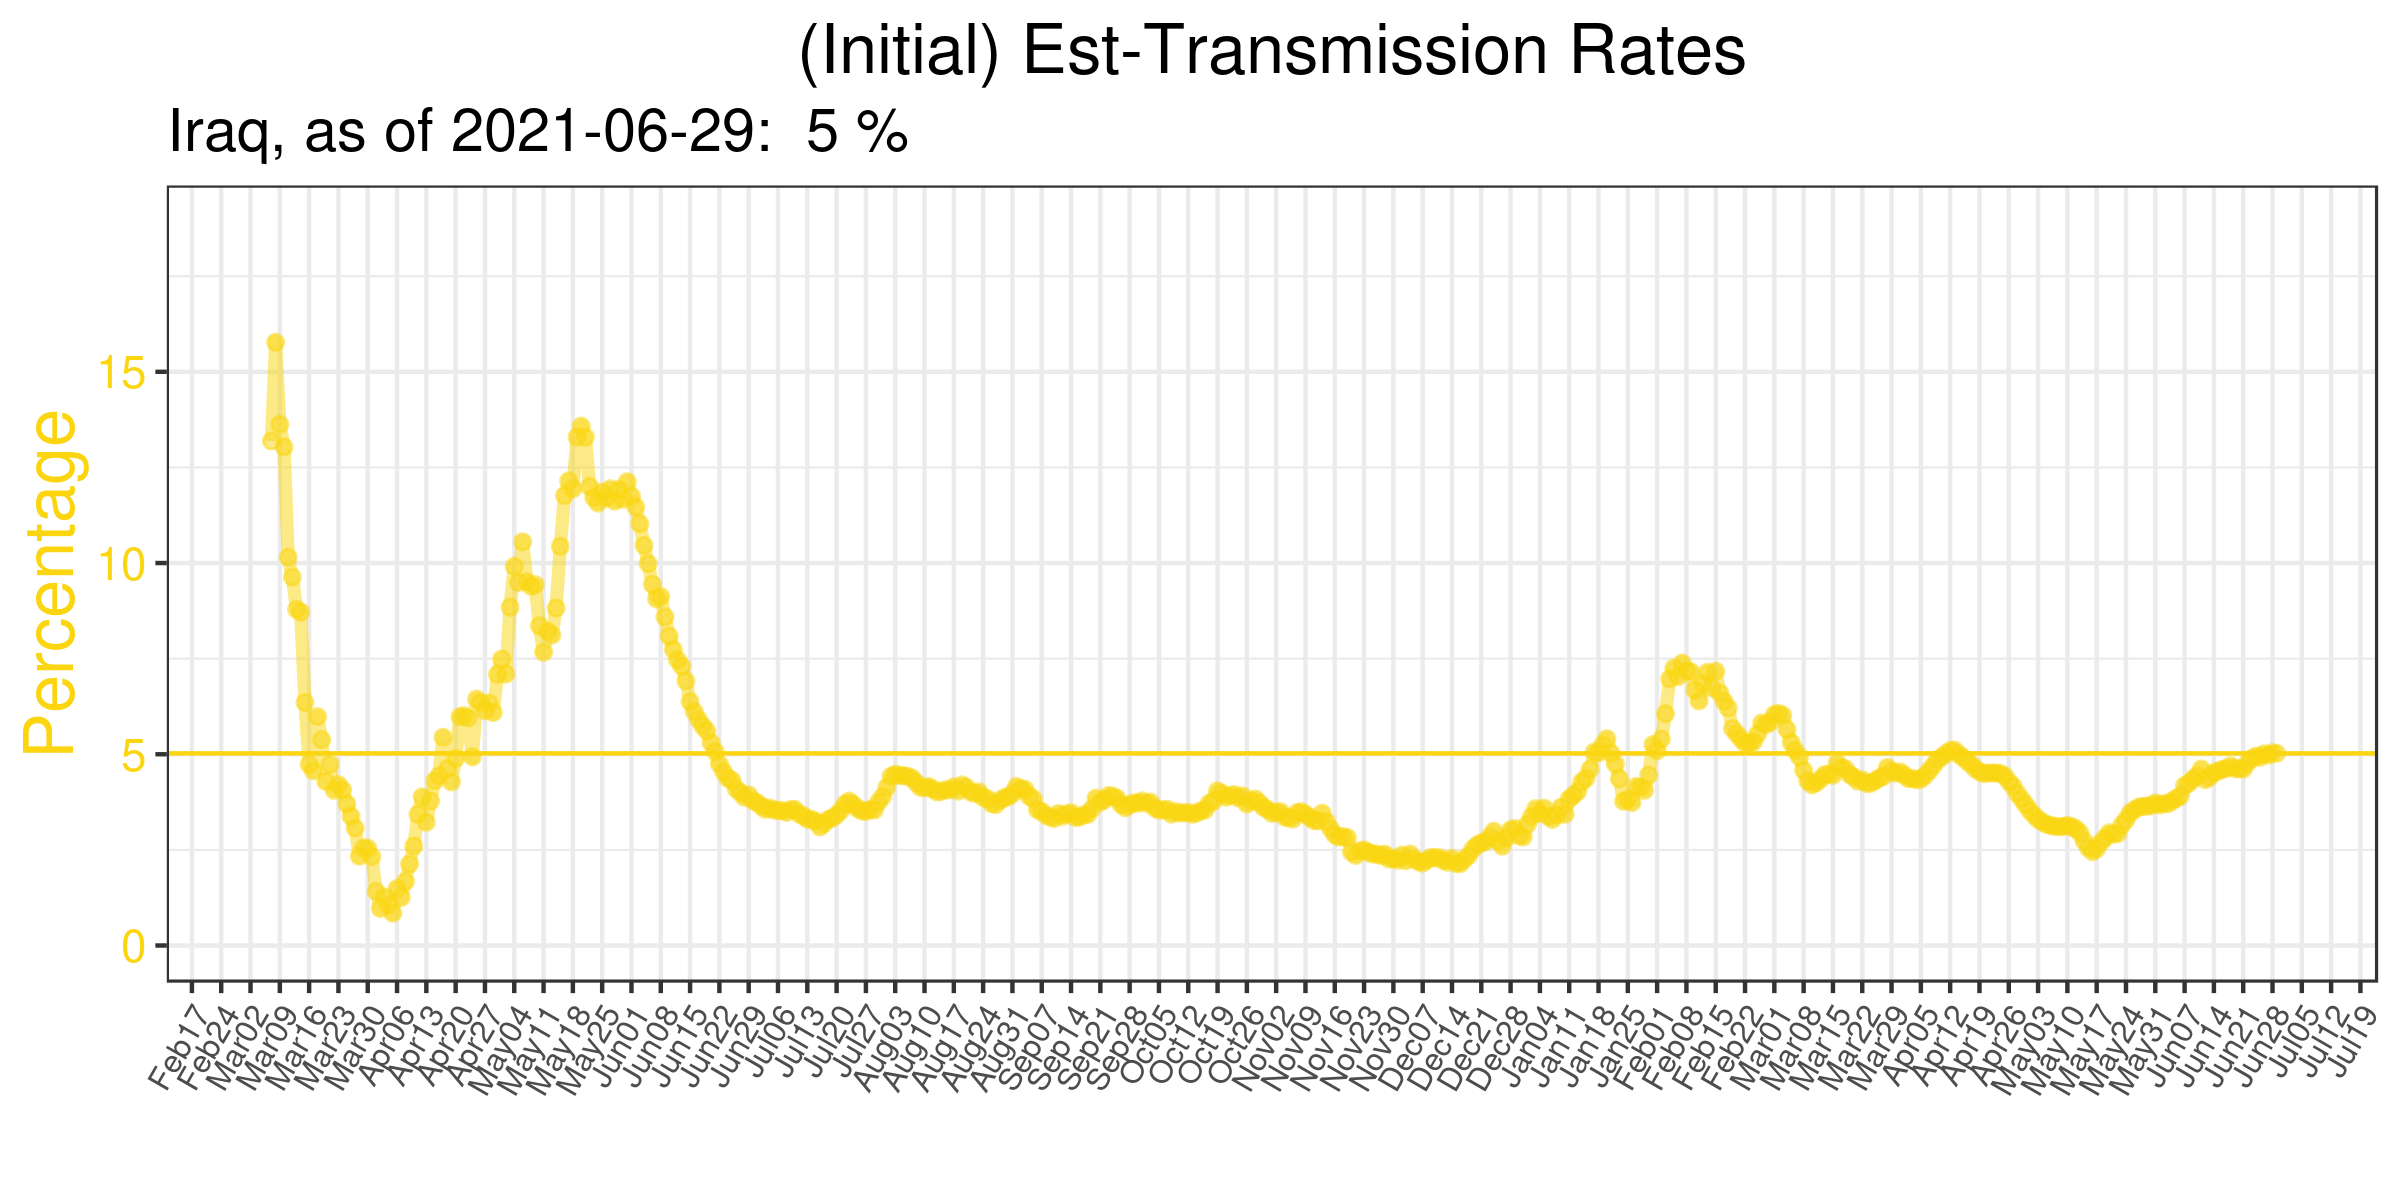 (Initial) Est-Transmission Rates
Iraq, as of 2021-06-29:  5 %
Percentage
15
10
5
0
Feb17
Feb24
Mar02
Mar09
Mar16
Mar23
Mar30
Apr06
Apr13
Apr20
Apr27
May04
May11
May18
May25
Jun01
Jun08
Jun15
Jun22
Jun29
Jul06
Jul13
Jul20
Jul27
Aug03
Aug10
Aug17
Aug24
Aug31
Sep07
Sep14
Sep21
Sep28
Oct05
Oct12
Oct19
Oct26
Nov02
Nov09
Nov16
Nov23
Nov30
Dec07
Dec14
Dec21
Dec28
Jan04
Jan11
Jan18
Jan25
Feb01
Feb08
Feb15
Feb22
Mar01
Mar08
Mar15
Mar22
Mar29
Apr05
Apr12
Apr19
Apr26
May03
May10
May17
May24
May31
Jun07
Jun14
Jun21
Jun28
Jul05
Jul12
Jul19